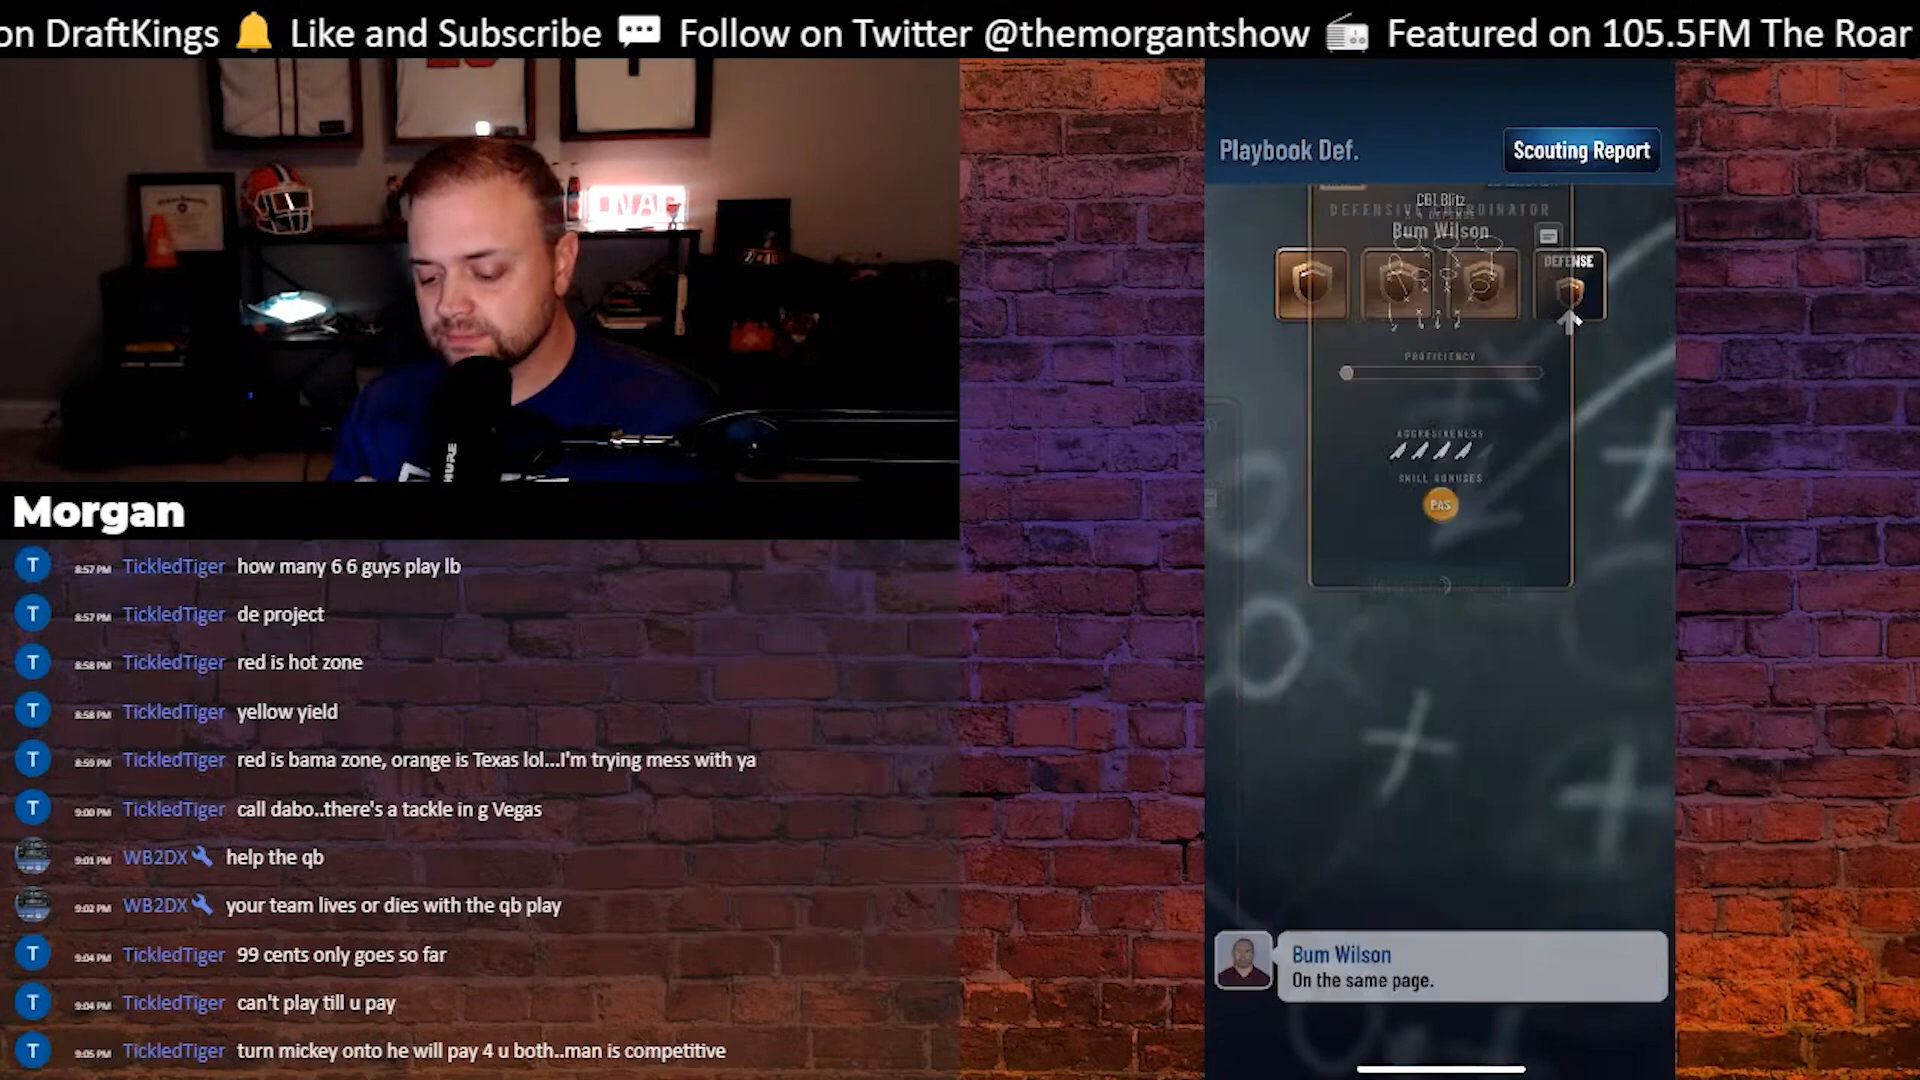 on DraftKings 🔔 Like and Subscribe 💬 Follow on Twitter @themorgantshow 📻 Featured on 105.5FM The Roar
SHURE
Morgan
T 8:57 PM TickledTiger how many 6 6 guys play lb
T 8:57 PM TickledTiger de project
T 8:58 PM TickledTiger red is hot zone
T 8:58 PM TickledTiger yellow yield
T 8:59 PM TickledTiger red is bama zone, orange is Texas lol...I'm trying mess with ya
T 9:00 PM TickledTiger call dabo..there's a tackle in g Vegas
9:01 PM WB2DX help the qb
9:02 PM WB2DX your team lives or dies with the qb play
T 9:04 PM TickledTiger 99 cents only goes so far
T 9:04 PM TickledTiger can't play till u pay
T 9:05 PM TickledTiger turn mickey onto he will pay 4 u both..man is competitive
Playbook Def.
Scouting Report
CB1 Blitz
DEFENSIVE COORDINATOR
Bum Wilson
DEFENSE
PROFICIENCY
AGGRESIVENESS
SKILL BONUSES
PAS
Bum Wilson
On the same page.